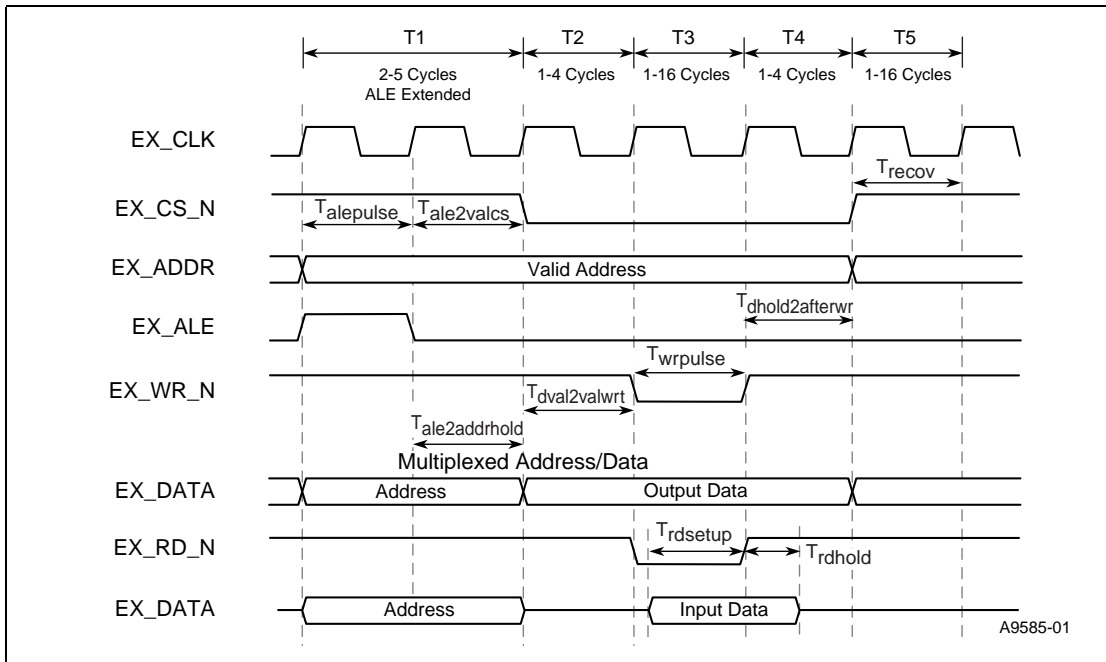 T1 T2 T3 T4 T5
2-5 Cycles 1-4 Cycles 1-16 Cycles 1-4 Cycles 1-16 Cycles
ALE Extended
EX_CLK
Trecov
EX_CS_N
Talepulse Tale2valcs
EX_ADDR Valid Address
Tdhold2afterwr
EX_ALE
Twrpulse
EX_WR_N
Tdval2valwrt
Tale2addrhold
Multiplexed Address/Data
EX_DATA Address Output Data
Trdsetup
EX_RD_N Trdhold
EX_DATA Address Input Data
A9585-01